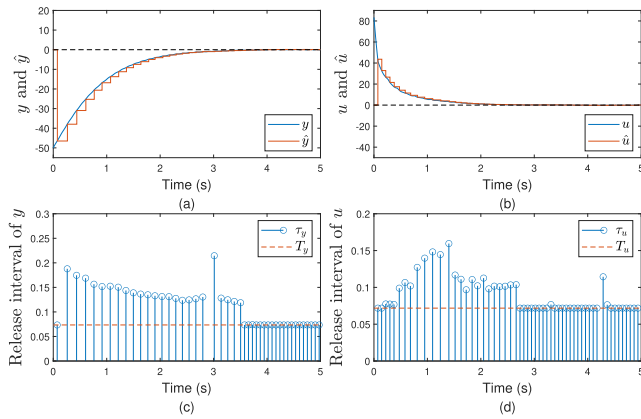 20
10
0
-10
-20
-30
-40
-50
y and ŷ
y
ŷ
0 1 2 3 4 5
Time (s)
(a)
80
60
40
20
0
-20
-40
u and û
u
û
0 1 2 3 4 5
Time (s)
(b)
0.3
0.25
0.2
0.15
0.1
0.05
0
Release interval of y
τ_y
T_y
0 1 2 3 4 5
Time (s)
(c)
0.2
0.15
0.1
0.05
0
Release interval of u
τ_u
T_u
0 1 2 3 4 5
Time (s)
(d)